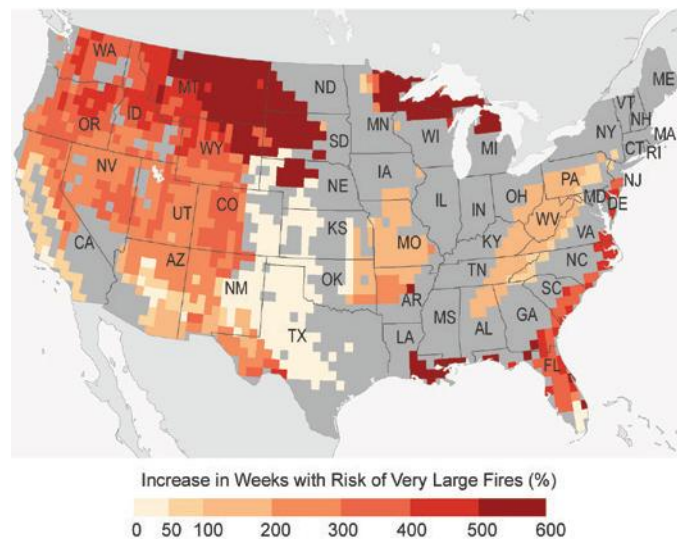 WA
MT
ND
ME
VT
NH
OR
ID
MN
WI
NY
MA
SD
MI
CT
RI
WY
IA
PA
NJ
NE
NV
IL
IN
OH
MD
DE
UT
CO
WV
CA
KS
MO
KY
VA
AZ
OK
TN
NC
NM
AR
SC
TX
MS
AL
GA
LA
FL
Increase in Weeks with Risk of Very Large Fires (%)
0 50 100 200 300 400 500 600